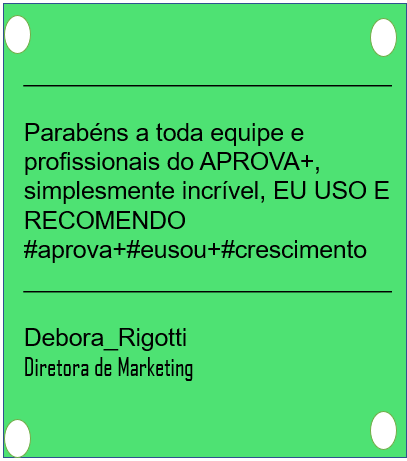 Parabéns a toda equipe e
profissionais do APROVA+,
simplesmente incrível, EU USO E
RECOMENDO
#aprova+#eusou+#crescimento
Debora_Rigotti
Diretora de Marketing